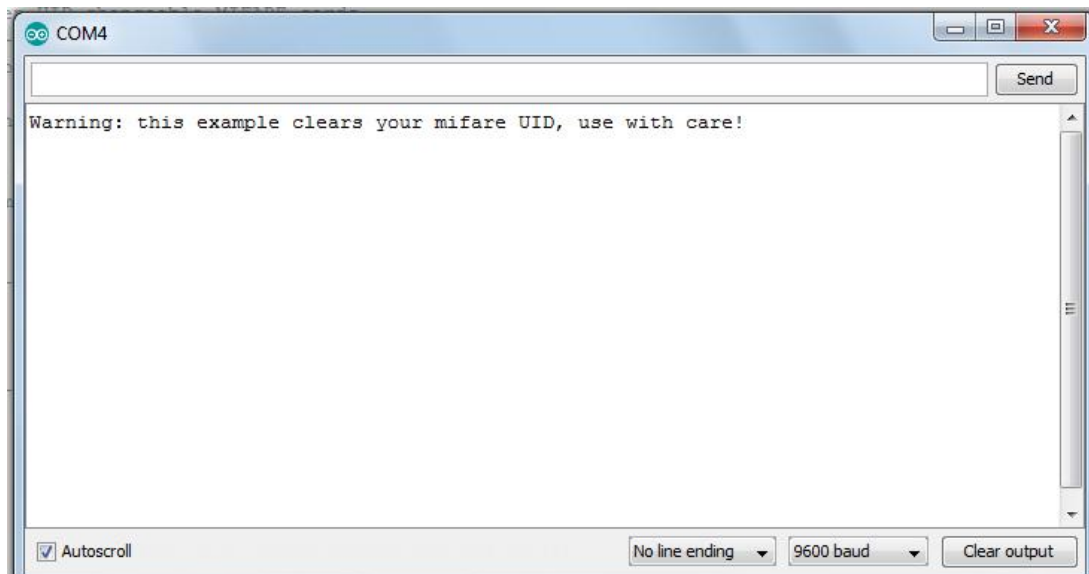 COM4
Send
Warning: this example clears your mifare UID, use with care!
Autoscroll
No line ending
9600 baud
Clear output